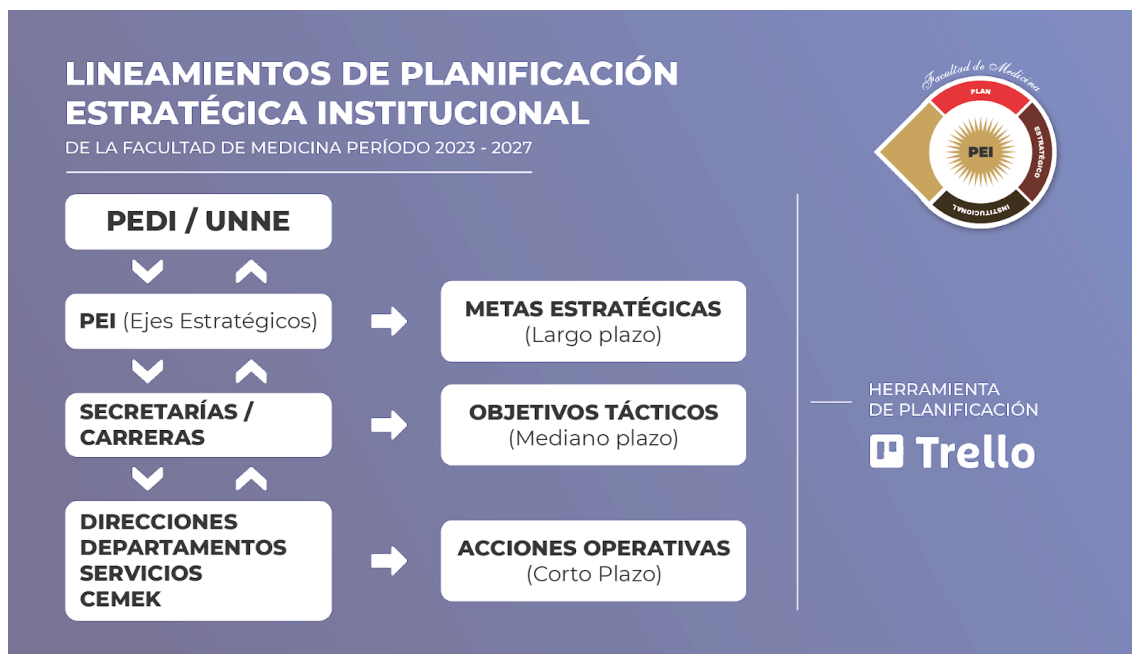 LINEAMIENTOS DE PLANIFICACIÓN
ESTRATÉGICA INSTITUCIONAL
DE LA FACULTAD DE MEDICINA PERÍODO 2023 - 2027
Facultad de Medicina
PLAN
ESTRATÉGICO
INSTITUCIONAL
PEI
PEDI / UNNE
PEI (Ejes Estratégicos)
METAS ESTRATÉGICAS
(Largo plazo)
SECRETARÍAS /
CARRERAS
OBJETIVOS TÁCTICOS
(Mediano plazo)
DIRECCIONES
DEPARTAMENTOS
SERVICIOS
CEMEK
ACCIONES OPERATIVAS
(Corto Plazo)
HERRAMIENTA
DE PLANIFICACIÓN
Trello